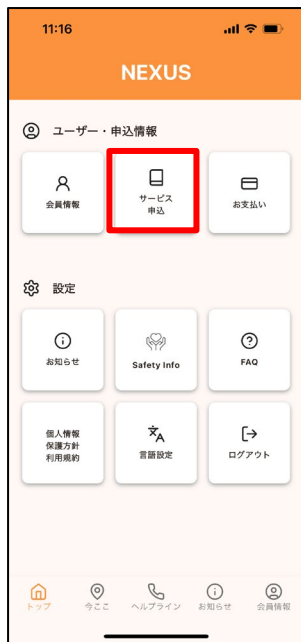 11:16
NEXUS
ユーザー・申込情報
会員情報
サービス
申込
お支払い
設定
お知らせ
Safety Info
FAQ
個人情報
保護方針
利用規約
言語設定
ログアウト
トップ
今ここ
ヘルプライン
お知らせ
会員情報